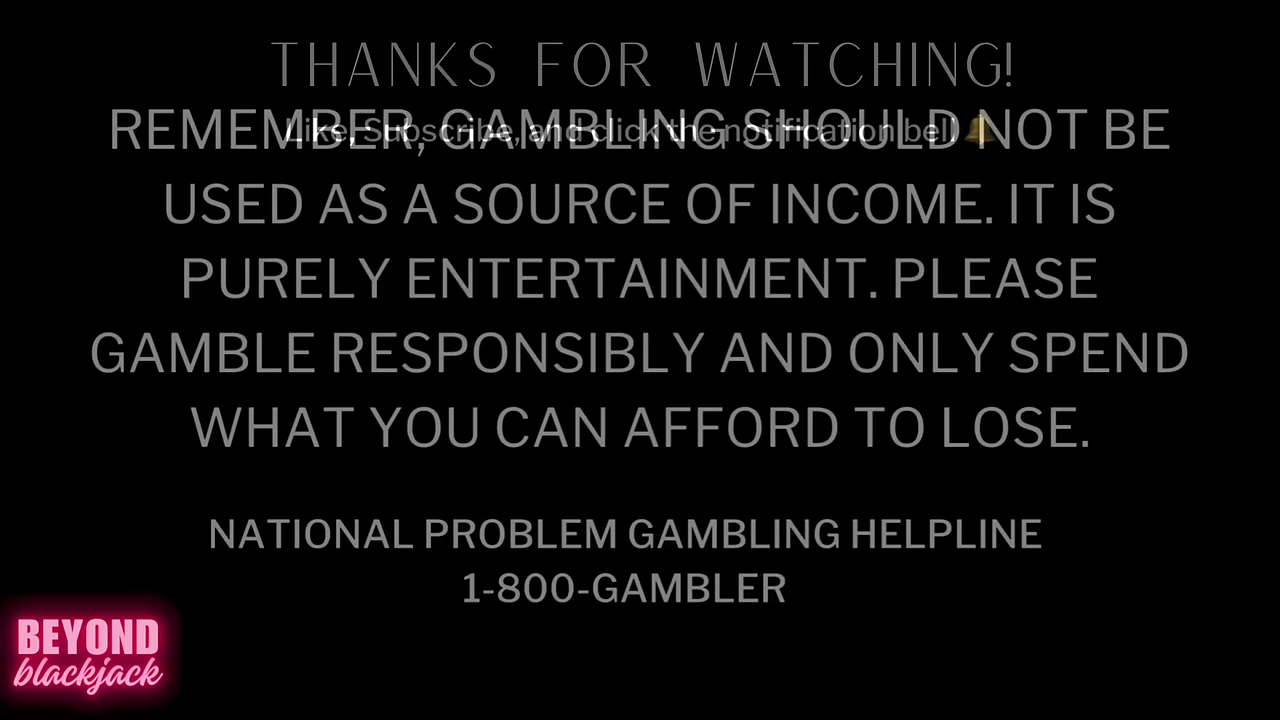 THANKS FOR WATCHING!
Like, Subscribe, and click the notification bell 🔔
REMEMBER, GAMBLING SHOULD NOT BE
USED AS A SOURCE OF INCOME. IT IS
PURELY ENTERTAINMENT. PLEASE
GAMBLE RESPONSIBLY AND ONLY SPEND
WHAT YOU CAN AFFORD TO LOSE.
NATIONAL PROBLEM GAMBLING HELPLINE
1-800-GAMBLER
BEYOND
blackjack